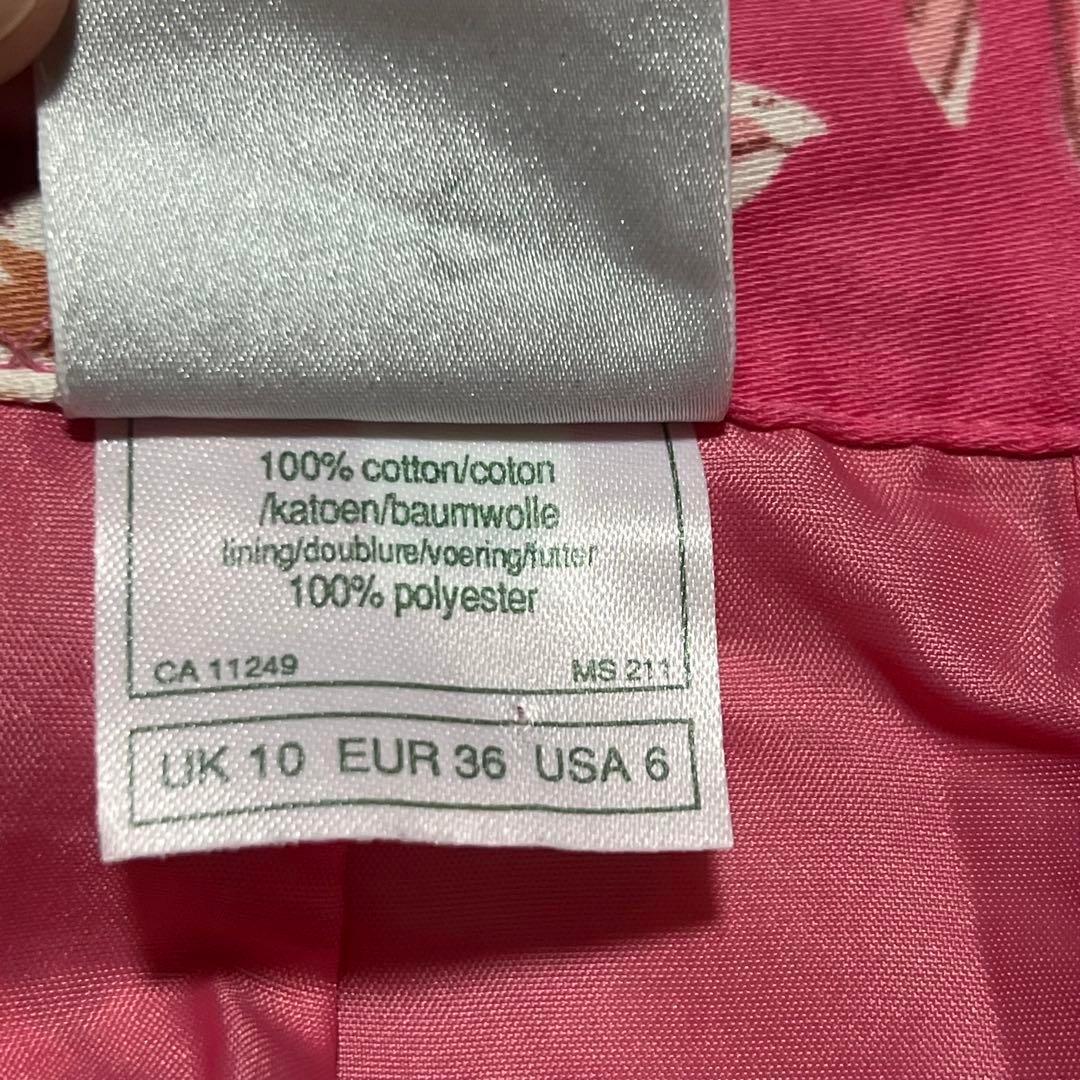 100% cotton/coton
/katoen/baumwolle
lining/doublure/voering/futter
100% polyester
CA 11249 MS 211
UK 10 EUR 36 USA 6